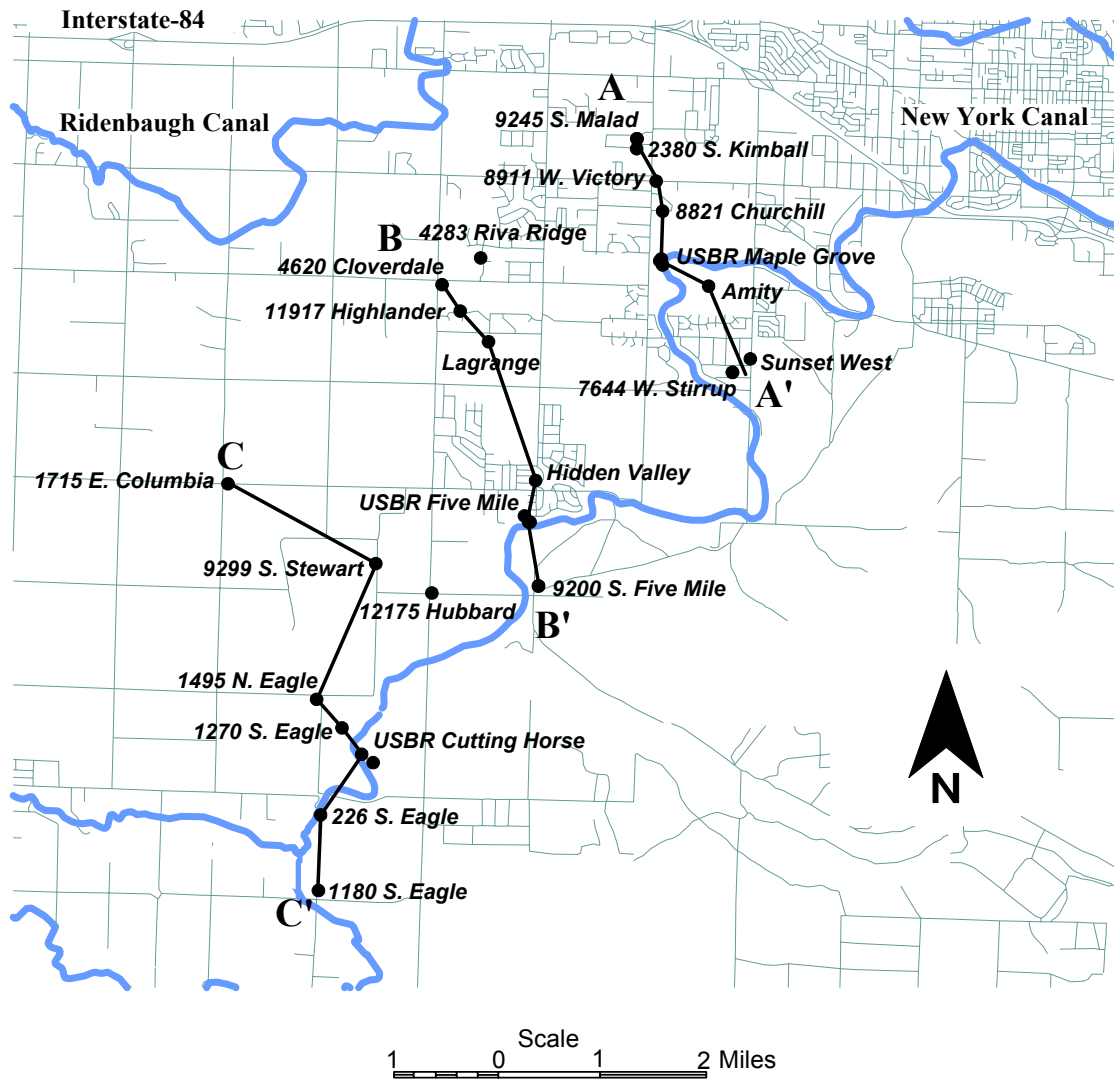 Interstate-84
A
9245 S. Malad
New York Canal
Ridenbaugh Canal
2380 S. Kimball
8911 W. Victory
8821 Churchill
4283 Riva Ridge
B
USBR Maple Grove
4620 Cloverdale
Amity
11917 Highlander
Lagrange
Sunset West
7644 W. Stirrup
A'
C
Hidden Valley
1715 E. Columbia
USBR Five Mile
9299 S. Stewart
9200 S. Five Mile
12175 Hubbard
B'
1495 N. Eagle
1270 S. Eagle
USBR Cutting Horse
N
226 S. Eagle
1180 S. Eagle
C'
Scale
1 0 1 2 Miles